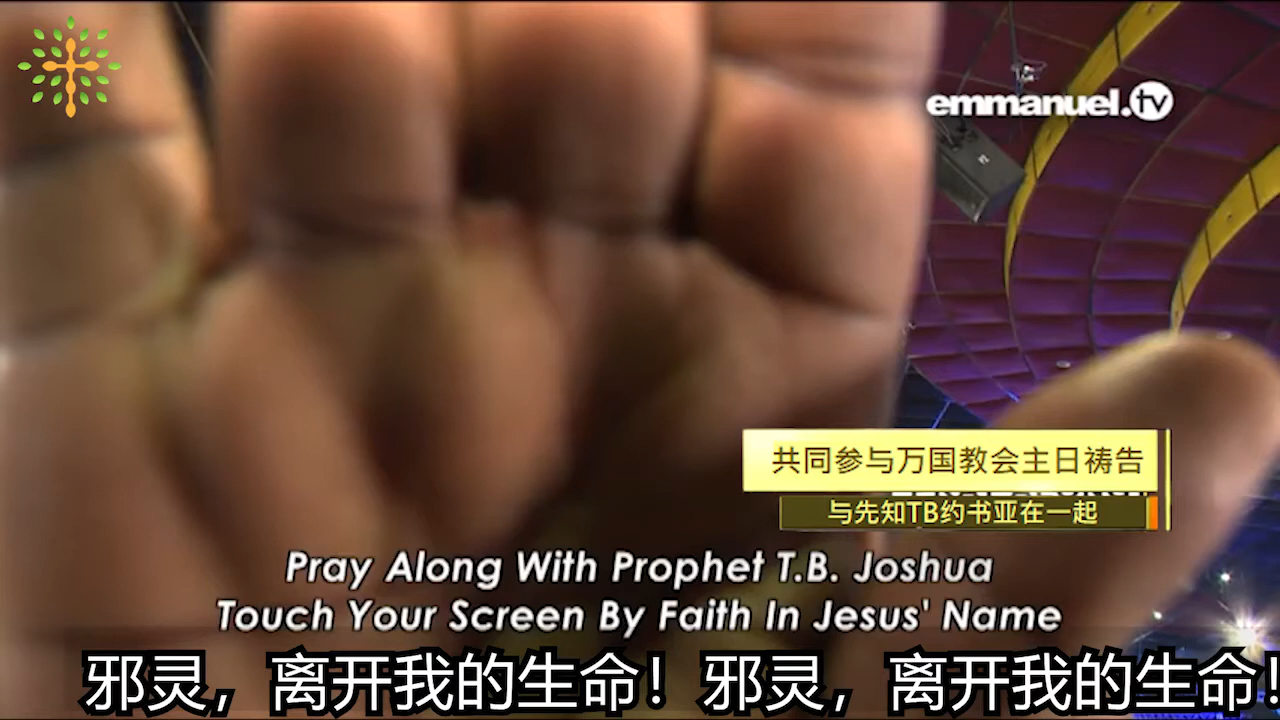 emmanuel.tv
共同参与万国教会主日祷告
与先知TB约书亚在一起
Pray Along With Prophet T.B. Joshua
Touch Your Screen By Faith In Jesus' Name
邪灵，离开我的生命！邪灵，离开我的生命！